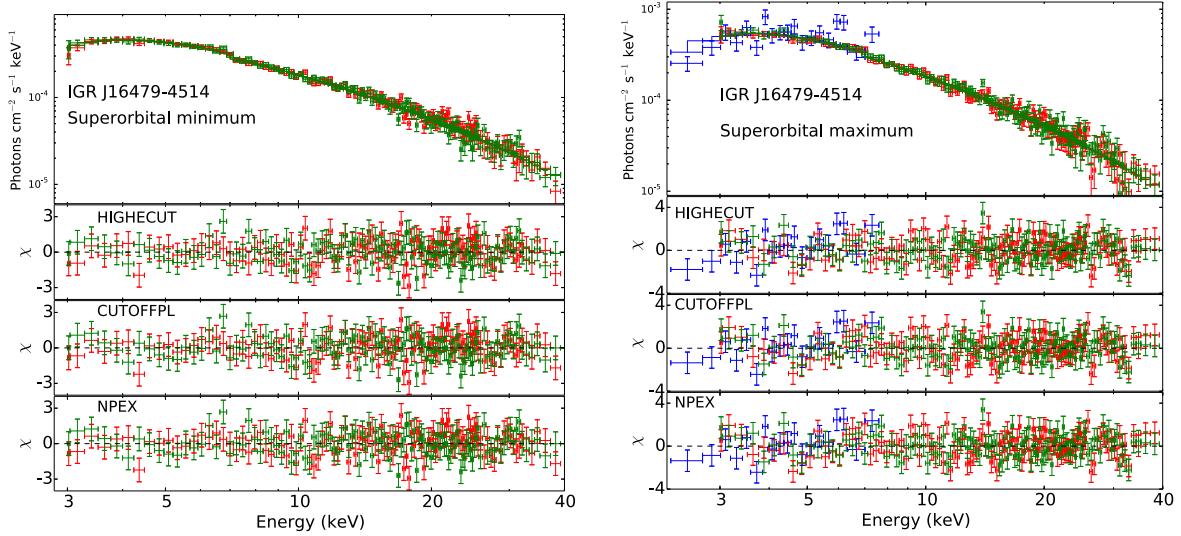 Photons cm⁻² s⁻¹ keV⁻¹
10⁻⁴
10⁻⁵
IGR J16479-4514
Superorbital minimum
HIGHECUT
χ
3
0
−3
CUTOFFPL
χ
3
0
−3
NPEX
χ
3
0
−3
3 5 10 20 40
Energy (keV)
Photons cm⁻² s⁻¹ keV⁻¹
10⁻³
10⁻⁴
10⁻⁵
IGR J16479-4514
Superorbital maximum
HIGHECUT
χ
4
0
−4
CUTOFFPL
χ
4
0
−4
NPEX
χ
4
0
−4
3 5 10 20 40
Energy (keV)